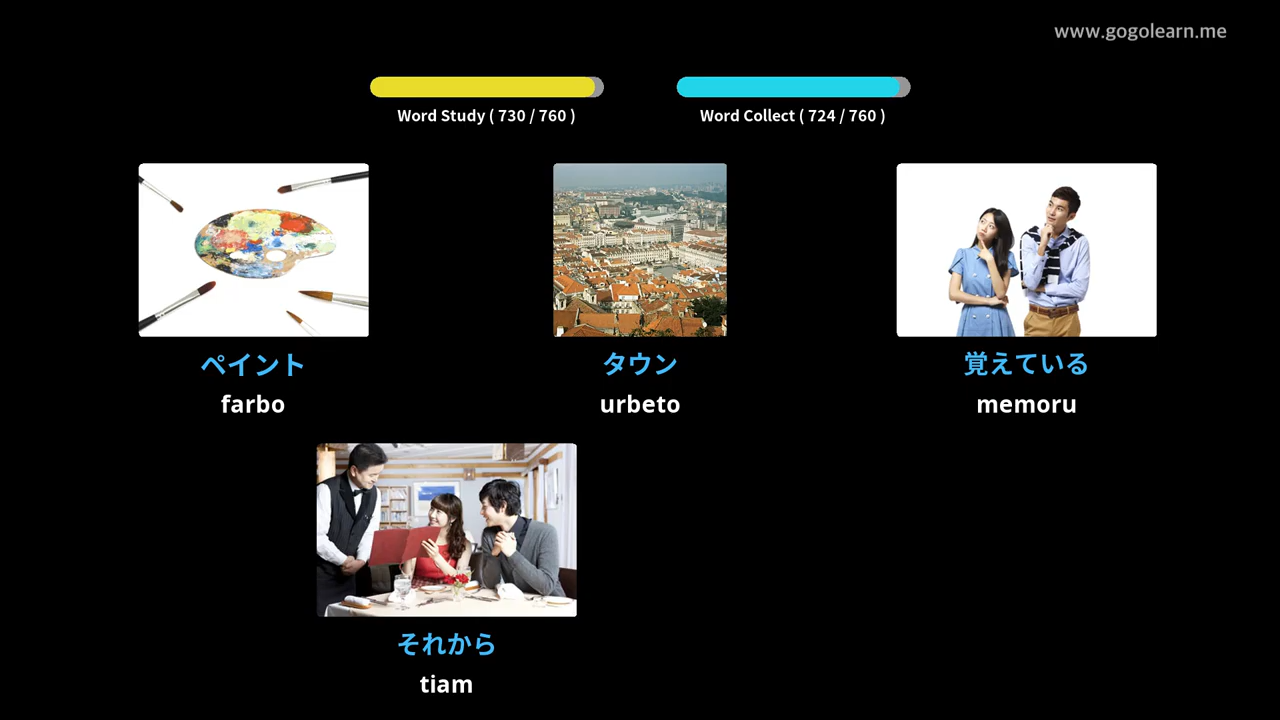 www.gogolearn.me
Word Study ( 730 / 760 )
Word Collect ( 724 / 760 )
ペイント
farbo
タウン
urbeto
覚えている
memoru
それから
tiam